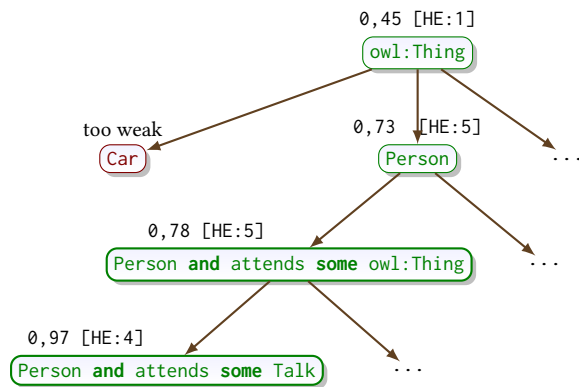 0,45 [HE:1]
owl:Thing
too weak
0,73 [HE:5]
Car
Person
...
0,78 [HE:5]
Person and attends some owl:Thing
...
0,97 [HE:4]
Person and attends some Talk
...